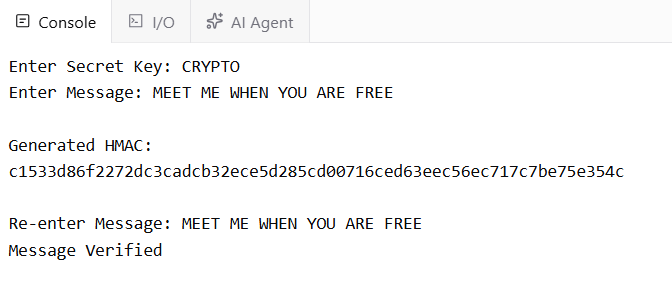 Console I/O AI Agent
Enter Secret Key: CRYPTO
Enter Message: MEET ME WHEN YOU ARE FREE
Generated HMAC:
c1533d86f2272dc3cadcb32ece5d285cd00716ced63eec56ec717c7be75e354c
Re-enter Message: MEET ME WHEN YOU ARE FREE
Message Verified